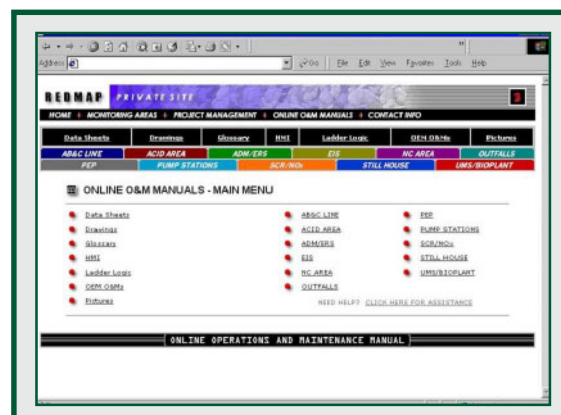 Address
Go File Edit View Favorites Tools Help
REDMAP PRIVATE SITE
HOME MONITORING AREAS PROJECT MANAGEMENT ONLINE O&M MANUALS CONTACT INFO
Data Sheets Drawings Glossary HMI Ladder Logic OEM O&Ms Pictures
AB&C LINE ACID AREA ADM/ERS EIS NC AREA OUTFALLS
PEP PUMP STATIONS SCR/NOx STILL HOUSE UMS/BIOPLANT
ONLINE O&M MANUALS - MAIN MENU
Data Sheets AB&C LINE PEP
Drawings ACID AREA PUMP STATIONS
Glossary ADM/ERS SCR/NOx
HMI EIS STILL HOUSE
Ladder Logic NC AREA UMS/BIOPLANT
OEM O&Ms OUTFALLS
Pictures NEED HELP? CLICK HERE FOR ASSISTANCE
ONLINE OPERATIONS AND MAINTENANCE MANUAL